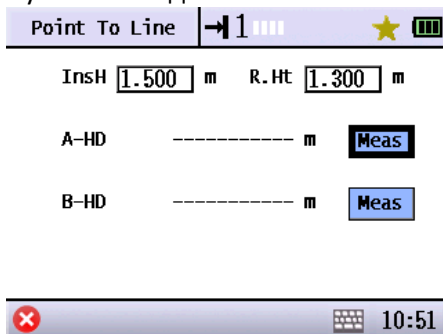 Point To Line 1
InsH 1.500 m R.Ht 1.300 m
A-HD ----------- m Meas
B-HD ----------- m Meas
10:51